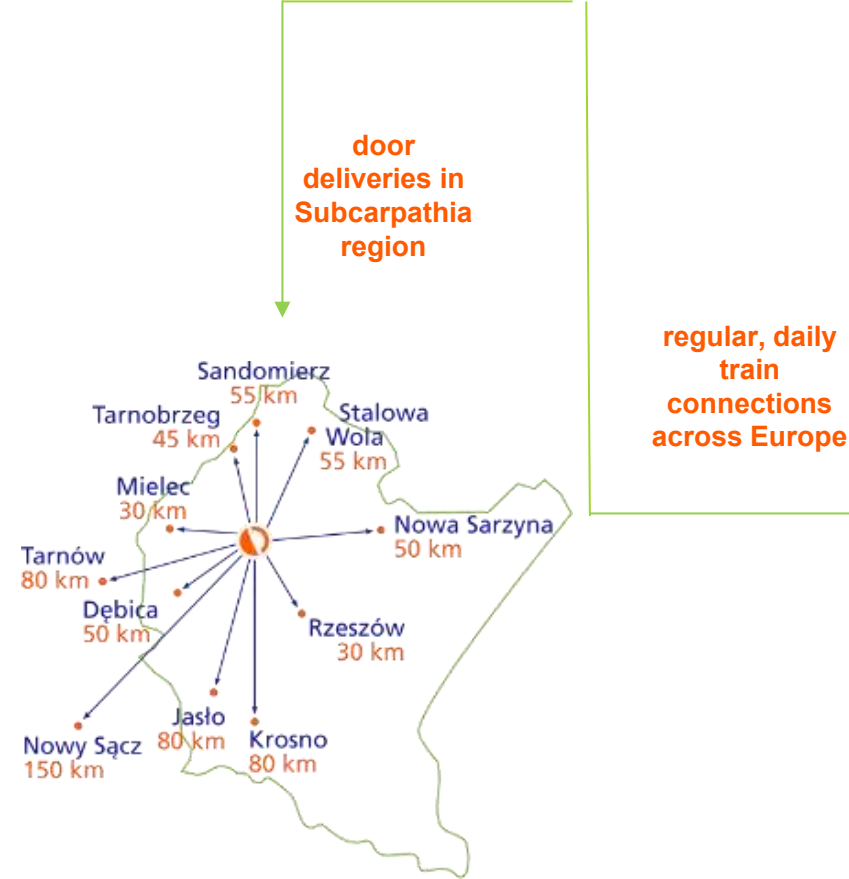 door
deliveries in
Subcarpathia
region
regular, daily
train
connections
across Europe
Sandomierz
55 km
Tarnobrzeg
45 km
Stalowa
Wola
55 km
Mielec
30 km
Nowa Sarzyna
50 km
Tarnów
80 km
Dębica
50 km
Rzeszów
30 km
Jasło
80 km
Krosno
80 km
Nowy Sącz
150 km